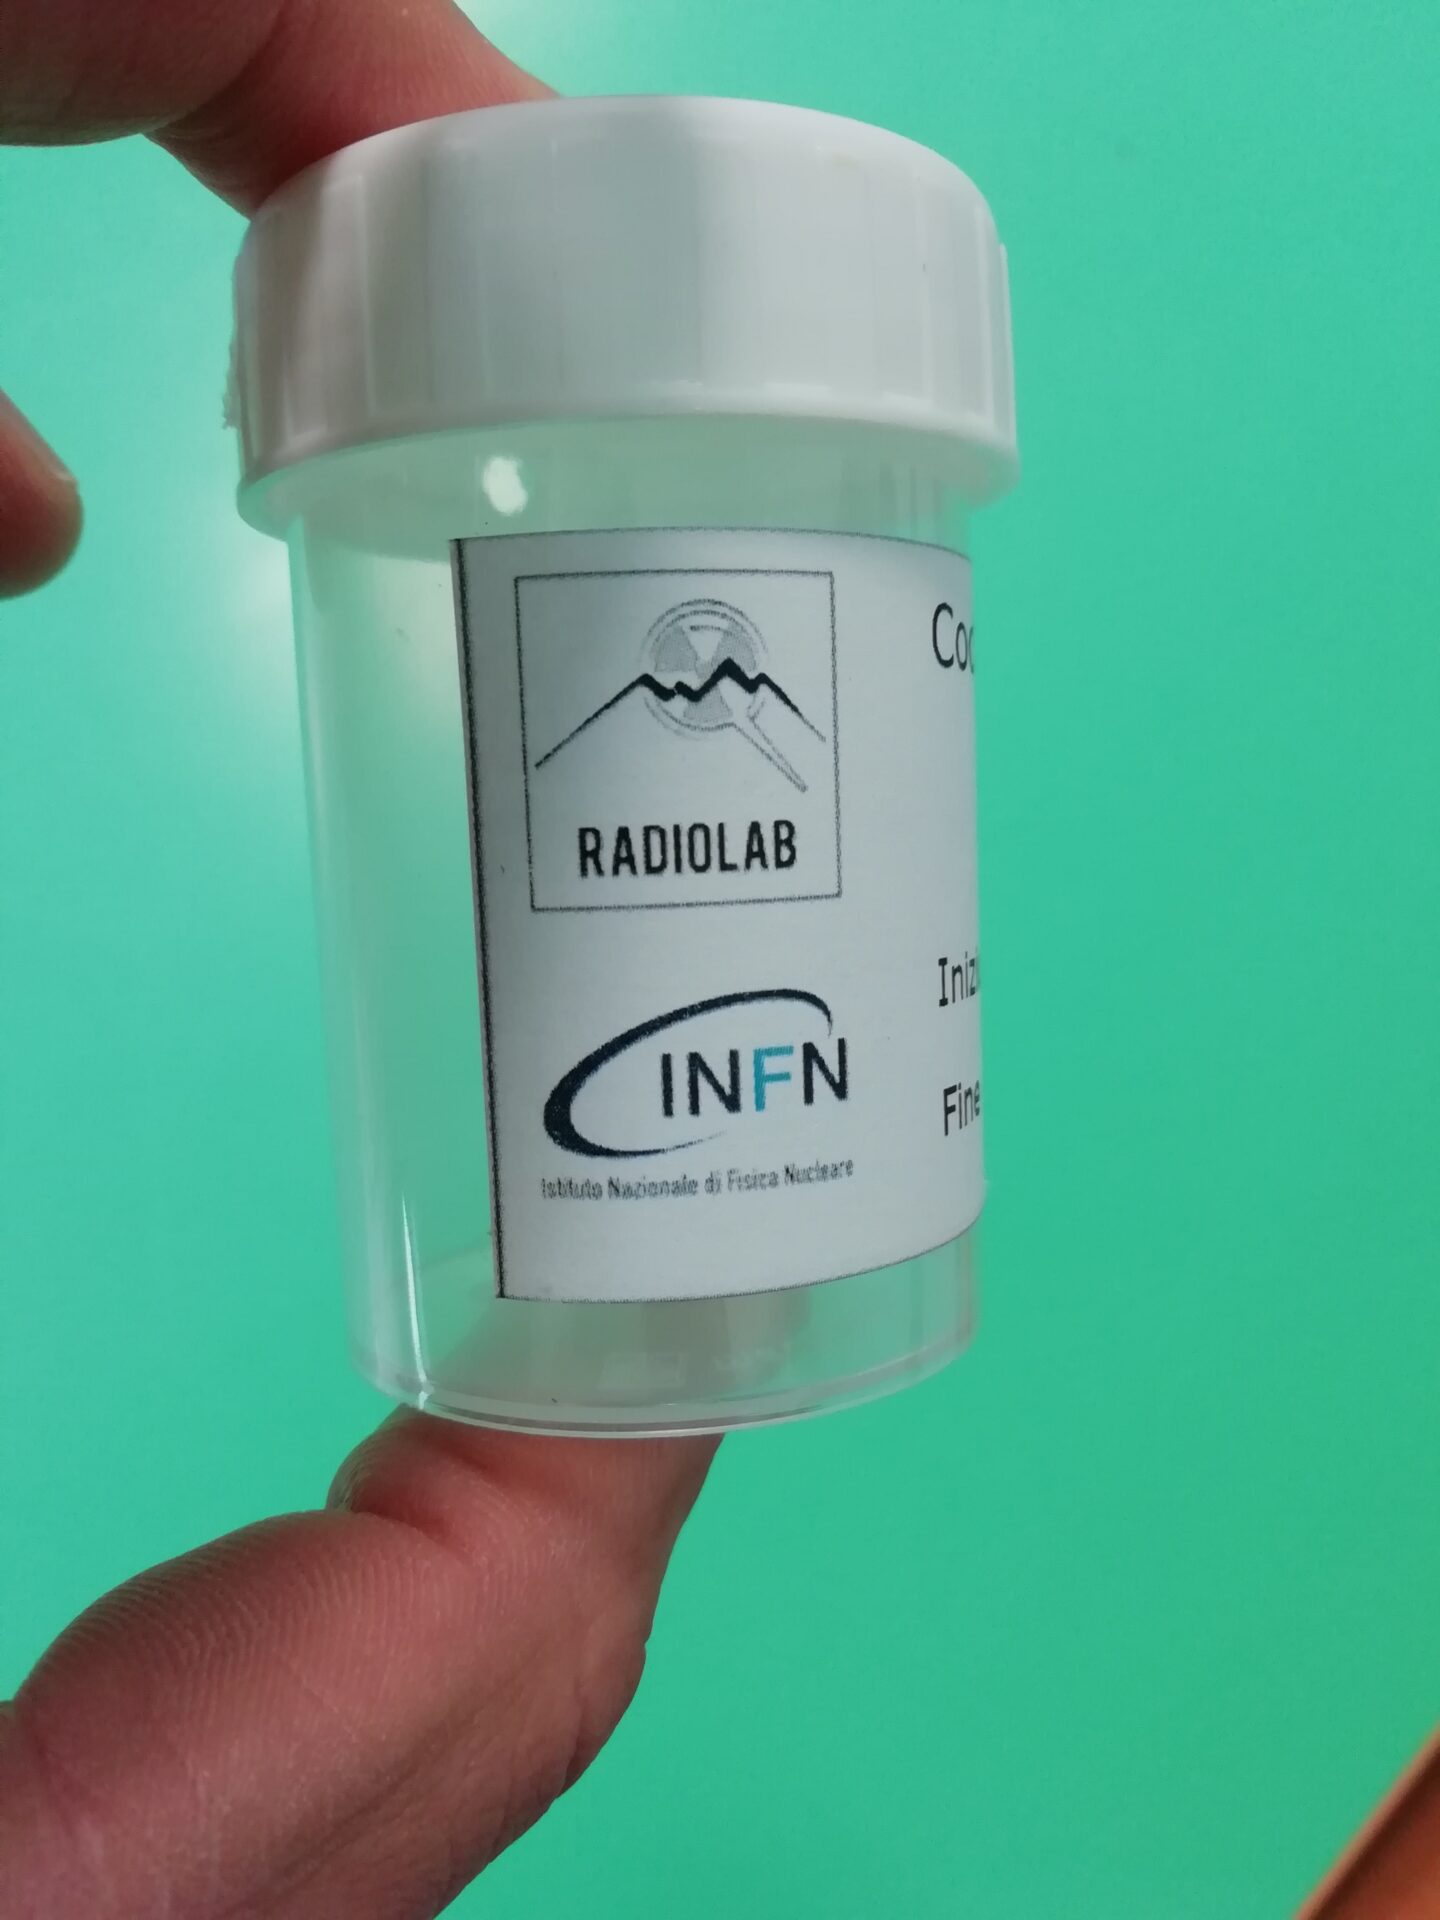 RADIOLAB
INFN
Istituto Nazionale di Fisica Nucleare
Fine